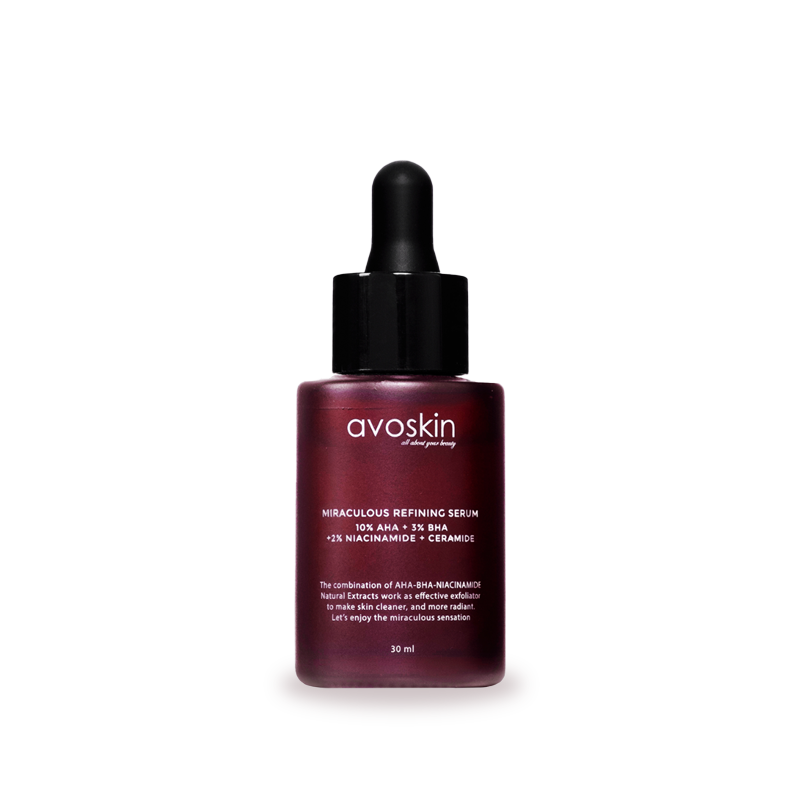 avoskin
all about your beauty
MIRACULOUS REFINING SERUM
10% AHA + 3% BHA
+2% NIACINAMIDE + CERAMIDE
The combination of AHA-BHA-NIACINAMIDE
Natural Extracts work as effective exfoliator
to make skin cleaner, and more radiant.
Let's enjoy the miraculous sensation
30 ml